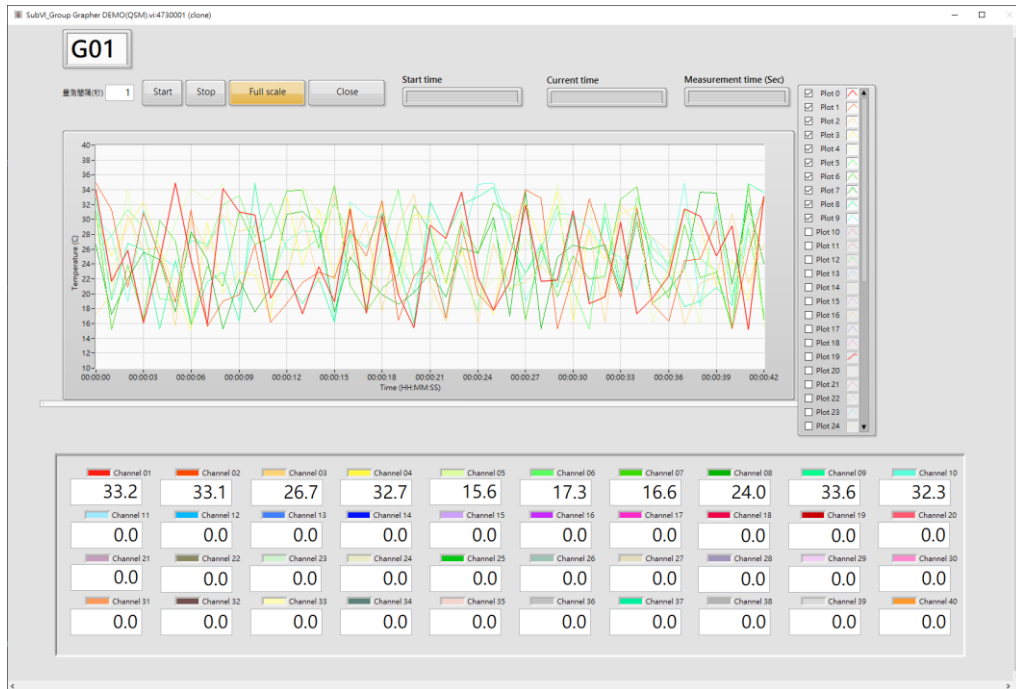 SubVI_Group Grapher DEMO(QSM).vi:4730001 (clone)
G01
量測間隔(秒) 1 Start Stop Full scale Close
Start time Current time Measurement time (Sec)
Temperature (C)
40
38
36
34
32
30
28
26
24
22
20
18
16
14
12
10
00:00:00 00:00:03 00:00:06 00:00:09 00:00:12 00:00:15 00:00:18 00:00:21 00:00:24 00:00:27 00:00:30 00:00:33 00:00:36 00:00:39 00:00:42
Time (HH:MM:SS)
Plot 0
Plot 1
Plot 2
Plot 3
Plot 4
Plot 5
Plot 6
Plot 7
Plot 8
Plot 9
Plot 10
Plot 11
Plot 12
Plot 13
Plot 14
Plot 15
Plot 16
Plot 17
Plot 18
Plot 19
Plot 20
Plot 21
Plot 22
Plot 23
Plot 24
Channel 01 Channel 02 Channel 03 Channel 04 Channel 05 Channel 06 Channel 07 Channel 08 Channel 09 Channel 10
33.2 33.1 26.7 32.7 15.6 17.3 16.6 24.0 33.6 32.3
Channel 11 Channel 12 Channel 13 Channel 14 Channel 15 Channel 16 Channel 17 Channel 18 Channel 19 Channel 20
0.0 0.0 0.0 0.0 0.0 0.0 0.0 0.0 0.0 0.0
Channel 21 Channel 22 Channel 23 Channel 24 Channel 25 Channel 26 Channel 27 Channel 28 Channel 29 Channel 30
0.0 0.0 0.0 0.0 0.0 0.0 0.0 0.0 0.0 0.0
Channel 31 Channel 32 Channel 33 Channel 34 Channel 35 Channel 36 Channel 37 Channel 38 Channel 39 Channel 40
0.0 0.0 0.0 0.0 0.0 0.0 0.0 0.0 0.0 0.0